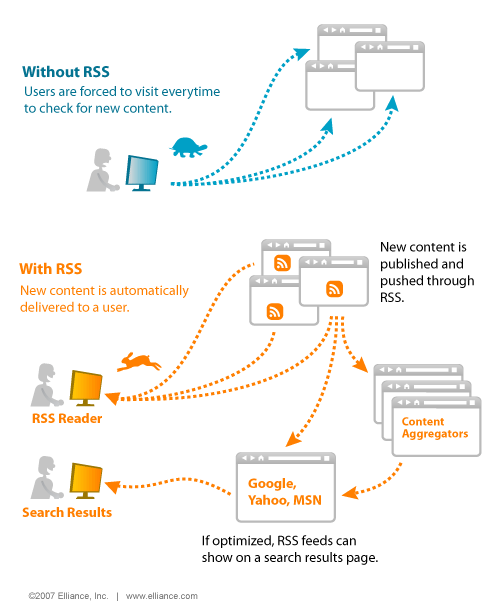 Without RSS
Users are forced to visit everytime
to check for new content.
With RSS
New content is automatically
delivered to a user.
New content is
published and
pushed through
RSS.
RSS Reader
Content
Aggregators
Google,
Yahoo, MSN
Search Results
If optimized, RSS feeds can
show on a search results page.
©2007 Elliance, Inc. | www.elliance.com